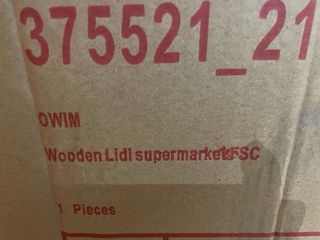 375521_21
OWIM
Wooden Lidl supermarket FSC
1 Pieces